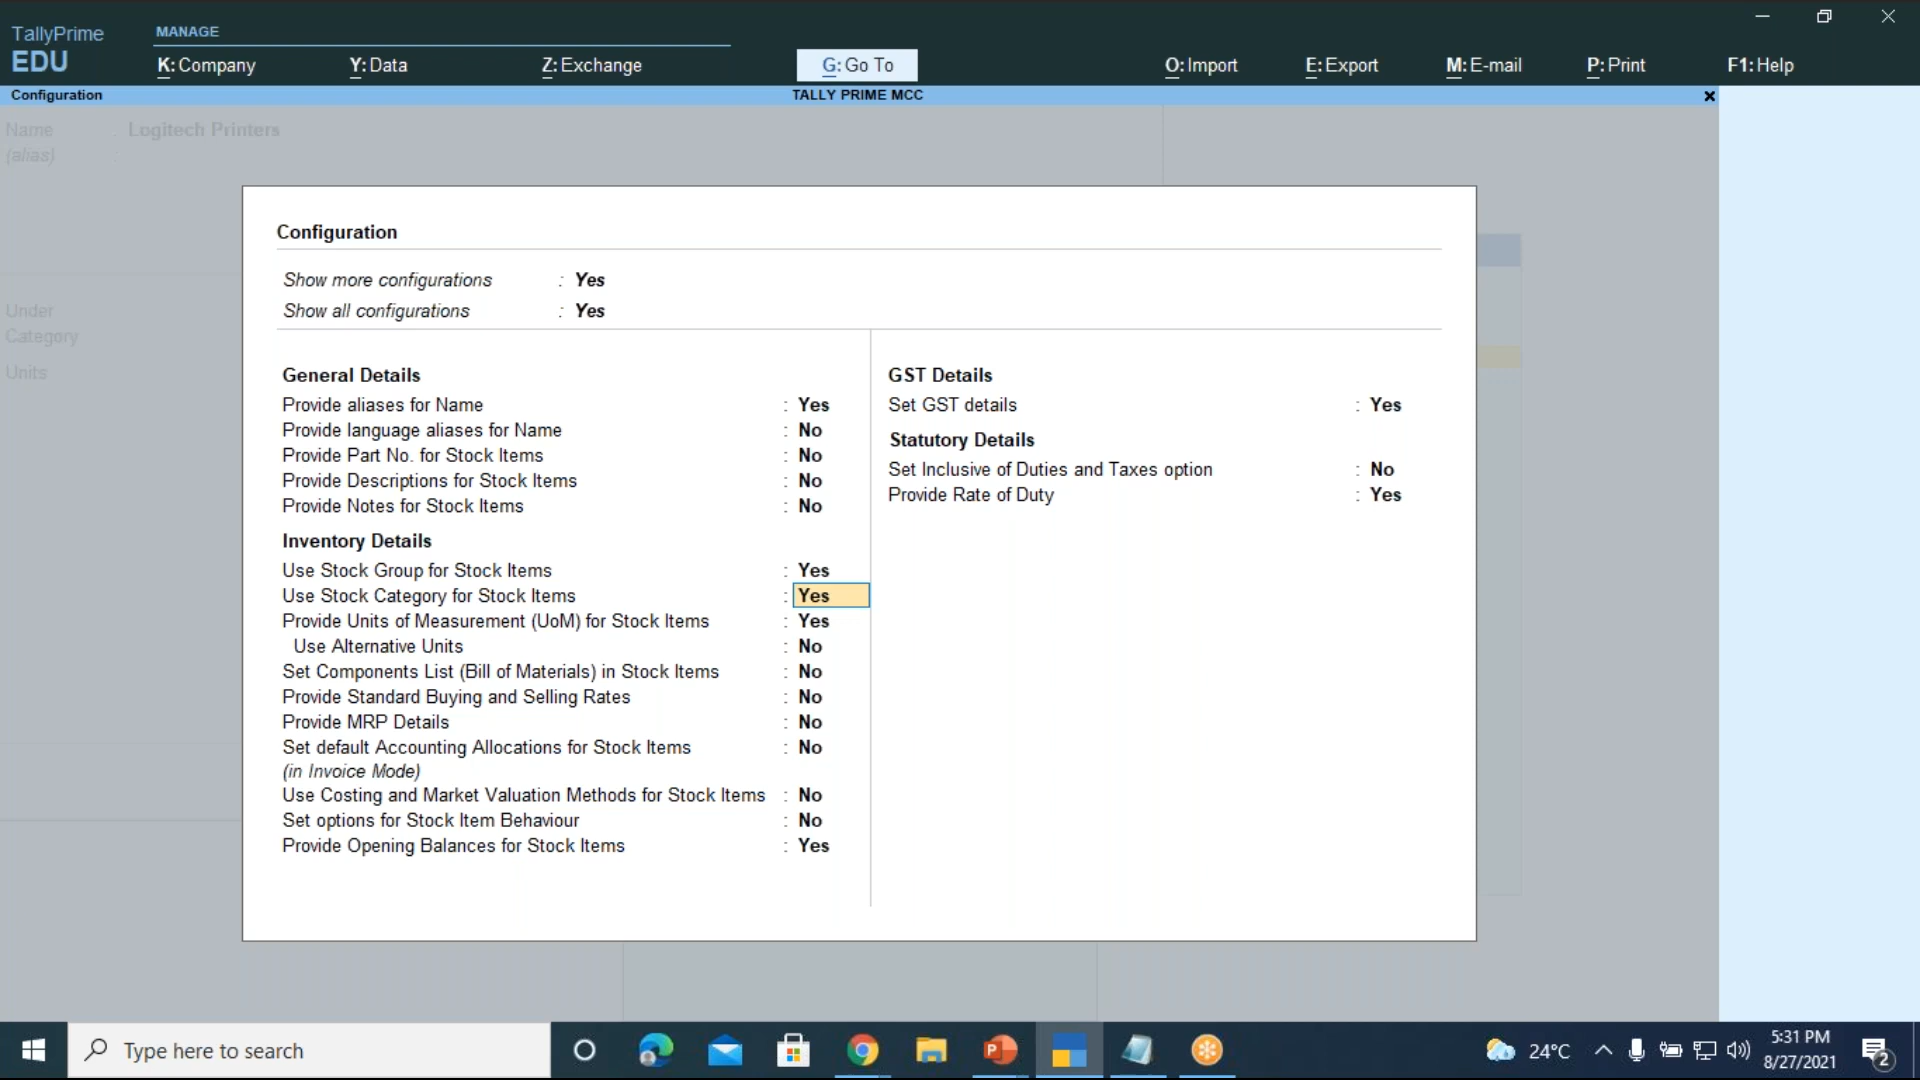 TallyPrime
EDU
MANAGE
K: Company
Y: Data
Z: Exchange
G: Go To
O: Import
E: Export
M: E-mail
P: Print
F1: Help
Configuration
TALLY PRIME MCC
Name : Logitech Printers
(alias) :
Under
Category
Units
Configuration
Show more configurations : Yes
Show all configurations : Yes
General Details
Provide aliases for Name : Yes
Provide language aliases for Name : No
Provide Part No. for Stock Items : No
Provide Descriptions for Stock Items : No
Provide Notes for Stock Items : No
Inventory Details
Use Stock Group for Stock Items : Yes
Use Stock Category for Stock Items : Yes
Provide Units of Measurement (UoM) for Stock Items : Yes
Use Alternative Units : No
Set Components List (Bill of Materials) in Stock Items : No
Provide Standard Buying and Selling Rates : No
Provide MRP Details : No
Set default Accounting Allocations for Stock Items : No
(in Invoice Mode)
Use Costing and Market Valuation Methods for Stock Items : No
Set options for Stock Item Behaviour : No
Provide Opening Balances for Stock Items : Yes
GST Details
Set GST details : Yes
Statutory Details
Set Inclusive of Duties and Taxes option : No
Provide Rate of Duty : Yes
Type here to search
24°C
5:31 PM
8/27/2021
2